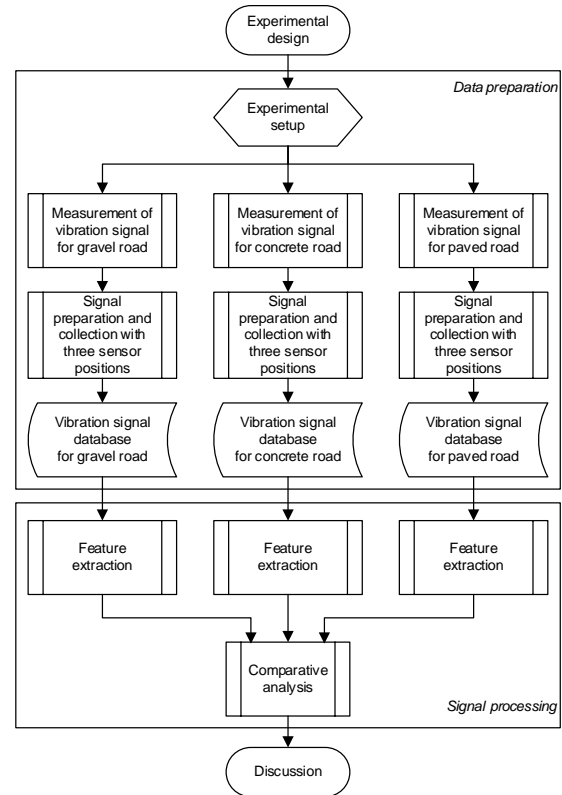 Experimental
design
Data preparation
Experimental
setup
Measurement of
vibration signal
for gravel road
Measurement of
vibration signal
for concrete road
Measurement of
vibration signal
for paved road
Signal
preparation and
collection with
three sensor
positions
Signal
preparation and
collection with
three sensor
positions
Signal
preparation and
collection with
three sensor
positions
Vibration signal
database
for gravel road
Vibration signal
database
for concrete road
Vibration signal
database
for paved road
Feature
extraction
Feature
extraction
Feature
extraction
Comparative
analysis
Signal processing
Discussion